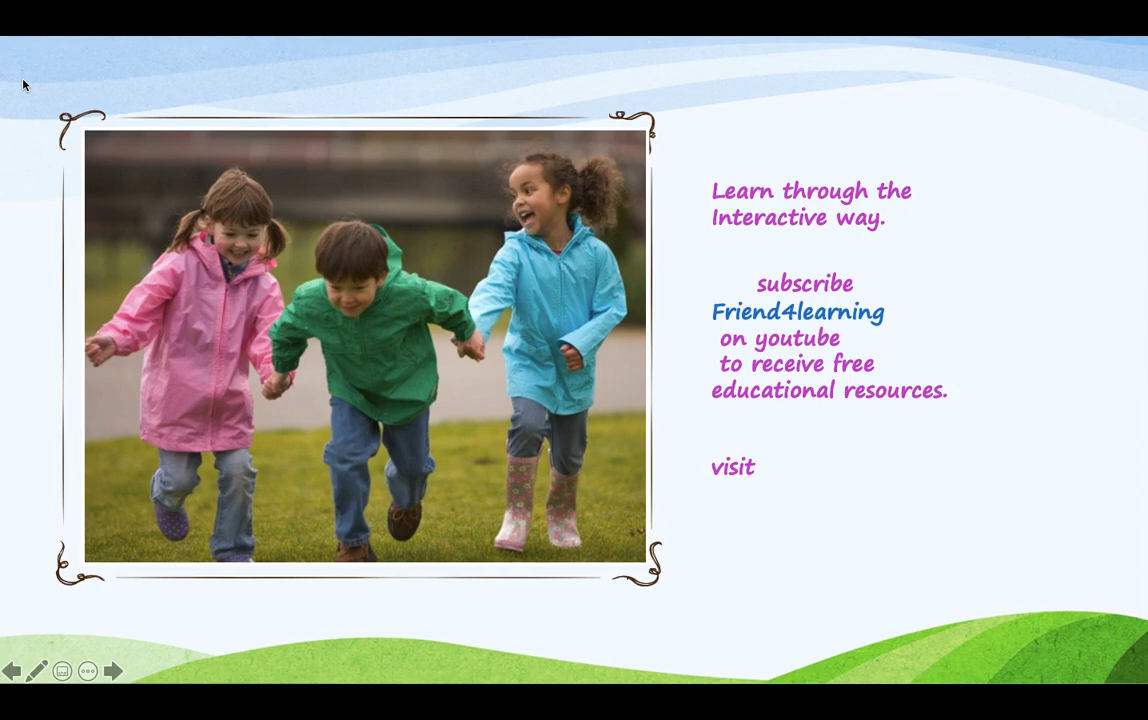 Learn through the
Interactive way.
subscribe
Friend4learning
on youtube
to receive free
educational resources.
visit